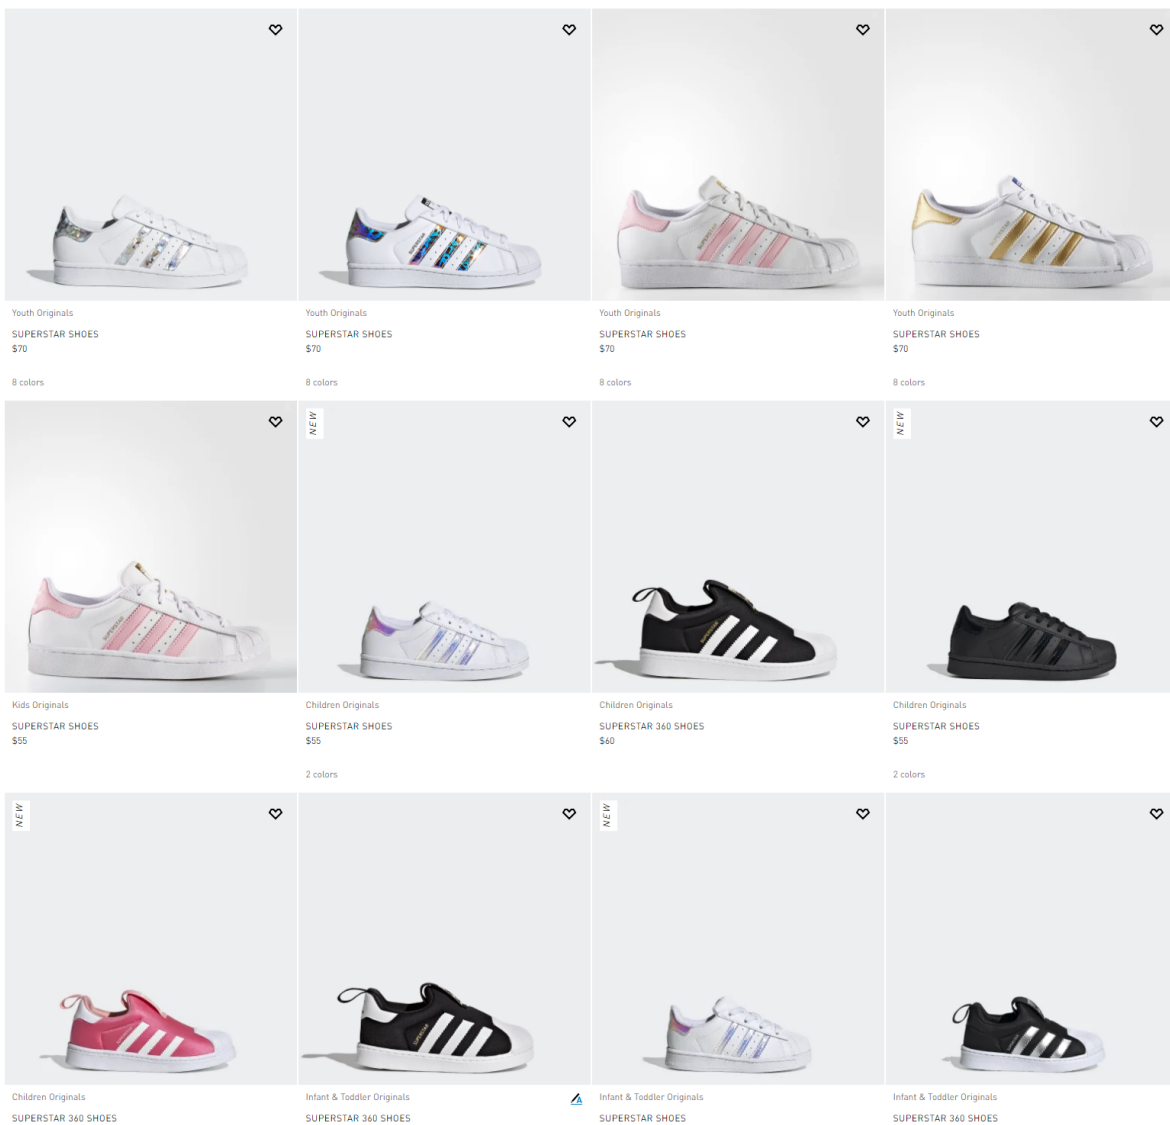 Youth Originals
SUPERSTAR SHOES
$70
8 colors
Youth Originals
SUPERSTAR SHOES
$70
8 colors
Youth Originals
SUPERSTAR SHOES
$70
8 colors
Youth Originals
SUPERSTAR SHOES
$70
8 colors
Kids Originals
SUPERSTAR SHOES
$55
NEW
Children Originals
SUPERSTAR SHOES
$55
2 colors
Children Originals
SUPERSTAR 360 SHOES
$60
NEW
Children Originals
SUPERSTAR SHOES
$55
2 colors
NEW
Children Originals
SUPERSTAR 360 SHOES
Infant & Toddler Originals
SUPERSTAR 360 SHOES
NEW
Infant & Toddler Originals
SUPERSTAR SHOES
Infant & Toddler Originals
SUPERSTAR 360 SHOES